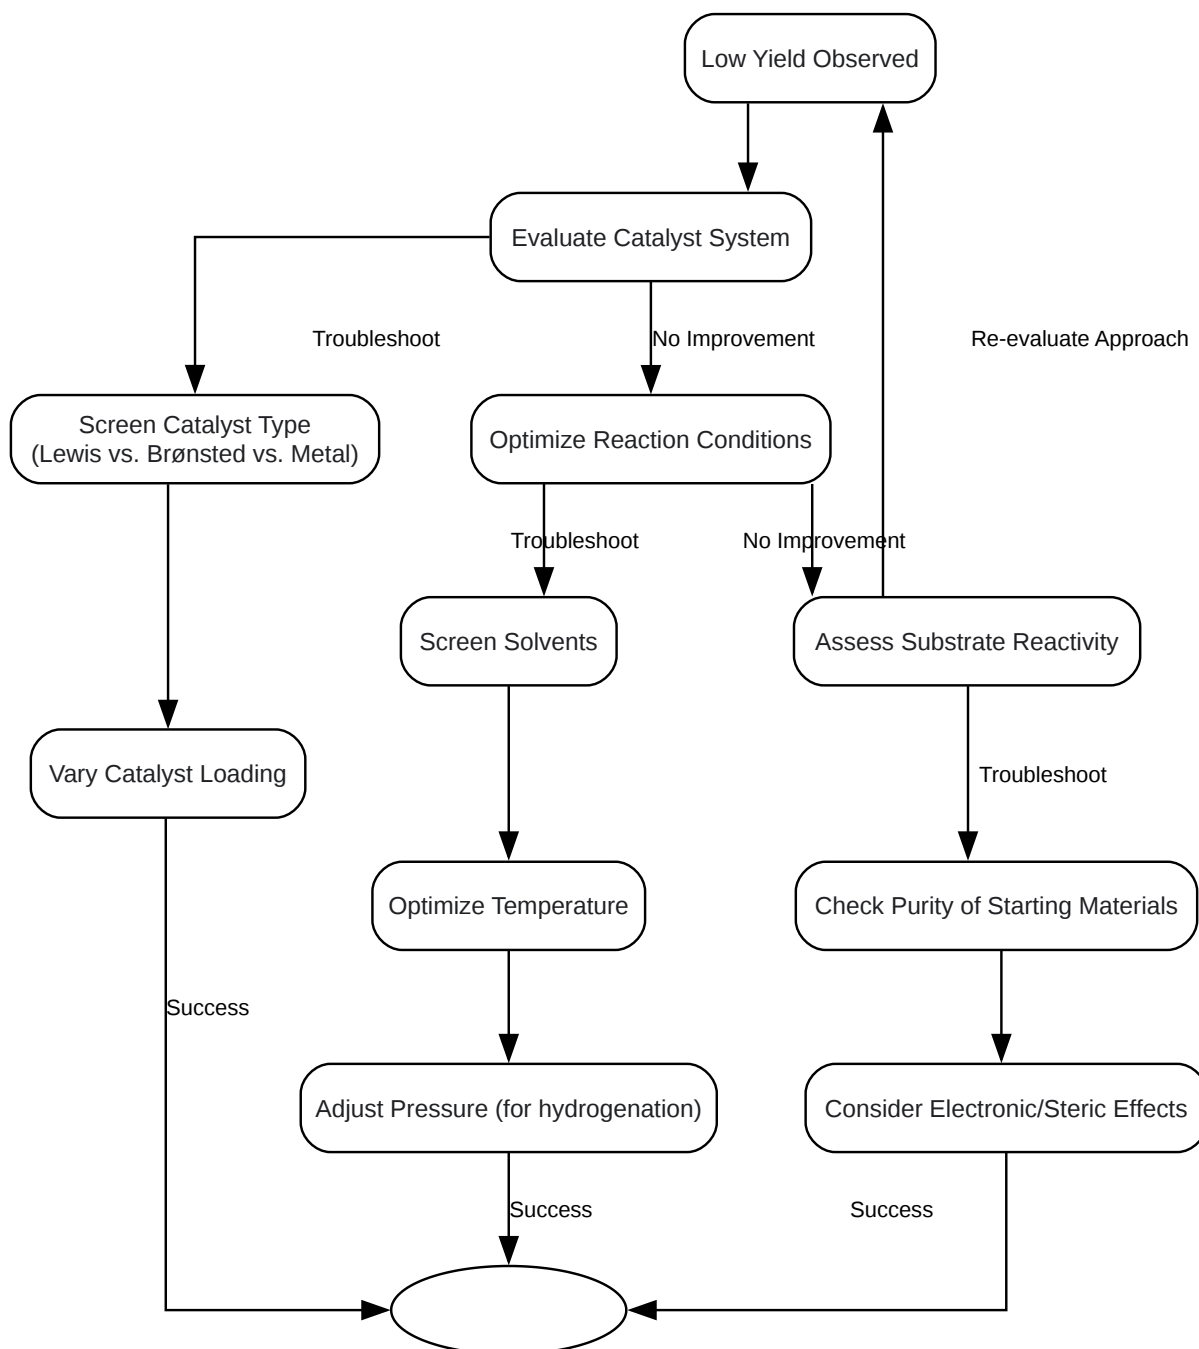 Low Yield Observed
Evaluate Catalyst System
Troubleshoot
No Improvement
Re-evaluate Approach
Screen Catalyst Type
(Lewis vs. Brønsted vs. Metal)
Optimize Reaction Conditions
Troubleshoot
No Improvement
Screen Solvents
Assess Substrate Reactivity
Vary Catalyst Loading
Troubleshoot
Optimize Temperature
Check Purity of Starting Materials
Success
Adjust Pressure (for hydrogenation)
Consider Electronic/Steric Effects
Success
Success